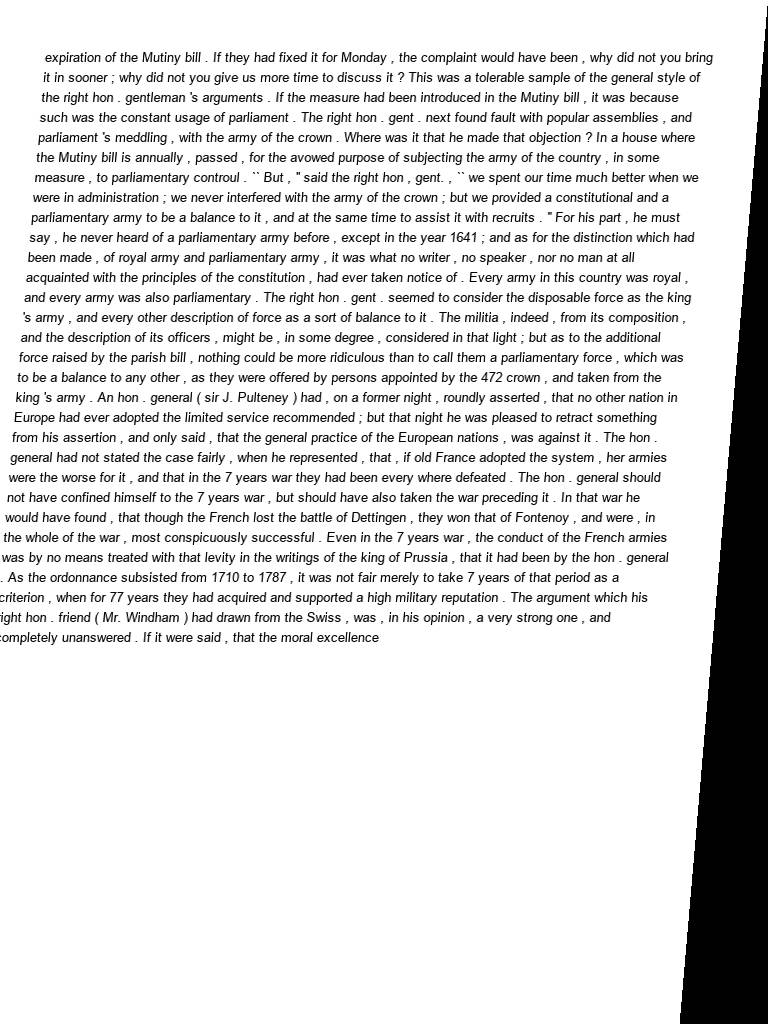 expiration of the Mutiny bill . If they had fixed it for Monday , the complaint would have been , why did not you bring
it in sooner ; why did not you give us more time to discuss it ? This was a tolerable sample of the general style of
the right hon . gentleman 's arguments . If the measure had been introduced in the Mutiny bill , it was because
such was the constant usage of parliament . The right hon . gent . next found fault with popular assemblies , and
parliament 's meddling , with the army of the crown . Where was it that he made that objection ? In a house where
the Mutiny bill is annually , passed , for the avowed purpose of subjecting the army of the country , in some
measure , to parliamentary controul . `` But , " said the right hon , gent. , `` we spent our time much better when we
were in administration ; we never interfered with the army of the crown ; but we provided a constitutional and a
parliamentary army to be a balance to it , and at the same time to assist it with recruits . " For his part , he must
say , he never heard of a parliamentary army before , except in the year 1641 ; and as for the distinction which had
been made , of royal army and parliamentary army , it was what no writer , no speaker , nor no man at all
acquainted with the principles of the constitution , had ever taken notice of . Every army in this country was royal ,
and every army was also parliamentary . The right hon . gent . seemed to consider the disposable force as the king
's army , and every other description of force as a sort of balance to it . The militia , indeed , from its composition ,
and the description of its officers , might be , in some degree , considered in that light ; but as to the additional
force raised by the parish bill , nothing could be more ridiculous than to call them a parliamentary force , which was
to be a balance to any other , as they were offered by persons appointed by the 472 crown , and taken from the
king 's army . An hon . general ( sir J. Pulteney ) had , on a former night , roundly asserted , that no other nation in
Europe had ever adopted the limited service recommended ; but that night he was pleased to retract something
from his assertion , and only said , that the general practice of the European nations , was against it . The hon .
general had not stated the case fairly , when he represented , that , if old France adopted the system , her armies
were the worse for it , and that in the 7 years war they had been every where defeated . The hon . general should
not have confined himself to the 7 years war , but should have also taken the war preceding it . In that war he
would have found , that though the French lost the battle of Dettingen , they won that of Fontenoy , and were , in
the whole of the war , most conspicuously successful . Even in the 7 years war , the conduct of the French armies
was by no means treated with that levity in the writings of the king of Prussia , that it had been by the hon . general
. As the ordonnance subsisted from 1710 to 1787 , it was not fair merely to take 7 years of that period as a
criterion , when for 77 years they had acquired and supported a high military reputation . The argument which his
right hon . friend ( Mr. Windham ) had drawn from the Swiss , was , in his opinion , a very strong one , and
completely unanswered . If it were said , that the moral excellence